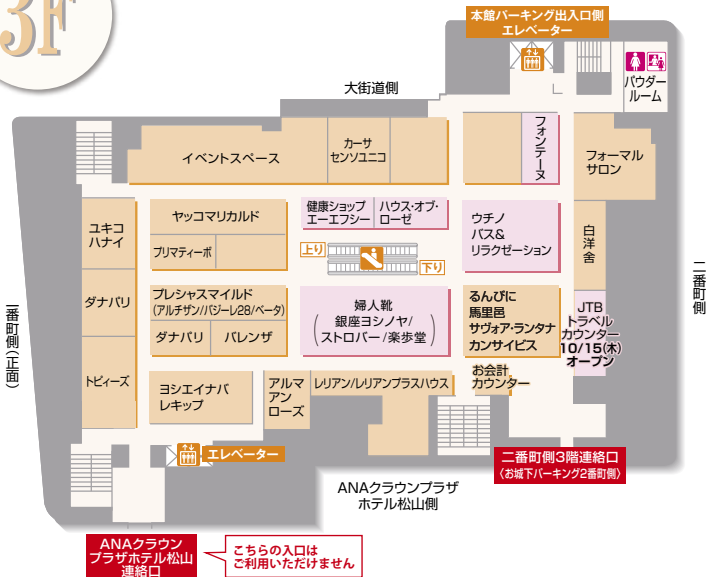 3F
本館パーキング出入口側
エレベーター
大街道側
パウダー
ルーム
イベントスペース
カーサ
センソユニコ
フォンテーヌ
フォーマル
サロン
ユキコ
ハナイ
ヤッコマリカルド
プリマティーボ
健康ショップ
エーエフシー
ハウス・オブ・
ローゼ
ウチノ
バス&
リラクゼーション
白洋舍
上り
下り
ダナパリ
プレシャスマイルド
(アルチザン/バジーレ28/ベータ)
ダナパリ
バレンザ
婦人靴
(銀座ヨシノヤ/
ストロバー/楽歩堂)
るんぴに
馬里邑
サヴォア・ランタナ
カンサイビス
JTB
トラベル
カウンター
10/15(木)
オープン
一番町側(正面)
二番町側
トビィーズ
ヨシエイナバ
レキップ
アルマ
アン
ローズ
レリアン/レリアンプラスハウス
お会計
カウンター
エレベーター
二番町側3階連絡口
〈お城下パーキング2番町側〉
ANAクラウンプラザ
ホテル松山側
ANAクラウン
プラザホテル松山
連絡口
こちらの入口は
ご利用いただけません